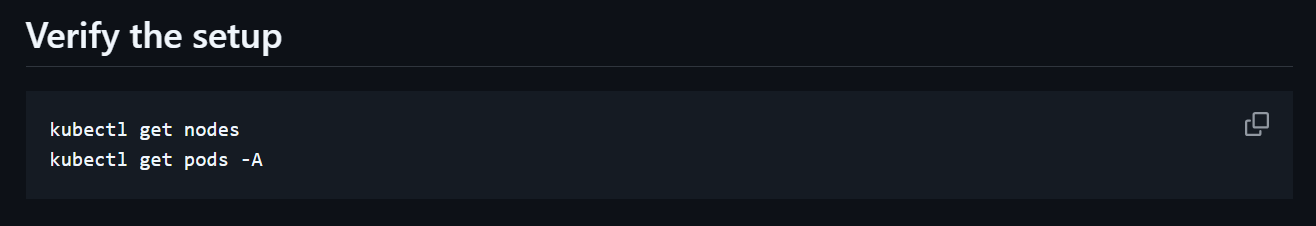 Verify the setup
kubectl get nodes
kubectl get pods -A